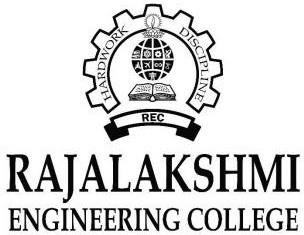 HARDWORK DISCIPLINE
REC
RAJALAKSHMI
ENGINEERING COLLEGE